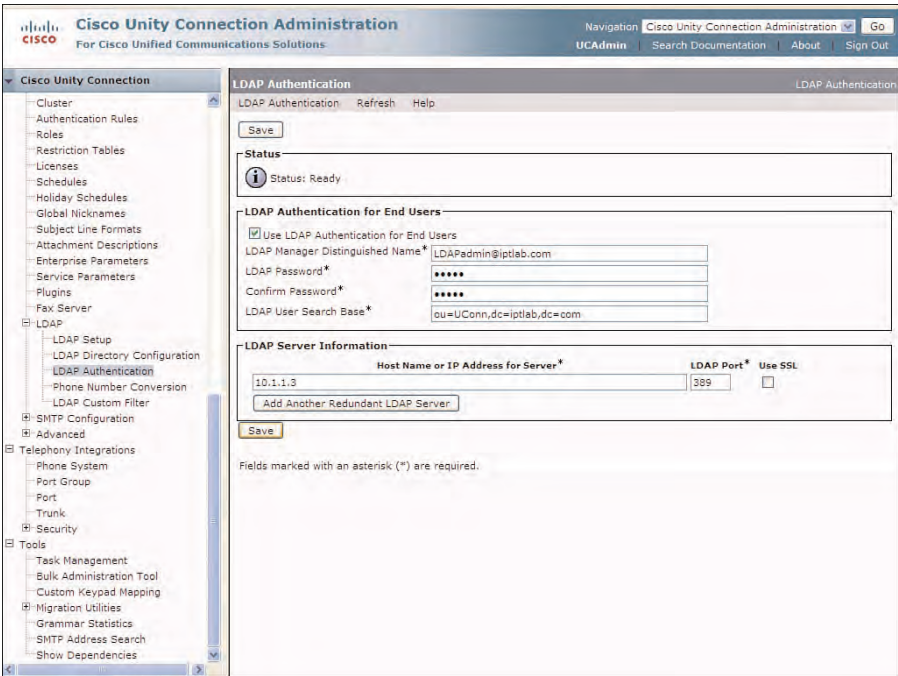 cisco
Cisco Unity Connection Administration
For Cisco Unified Communications Solutions
Navigation Cisco Unity Connection Administration Go
UCAdmin | Search Documentation | About | Sign Out
Cisco Unity Connection
Cluster
Authentication Rules
Roles
Restriction Tables
Licenses
Schedules
Holiday Schedules
Global Nicknames
Subject Line Formats
Attachment Descriptions
Enterprise Parameters
Service Parameters
Plugins
Fax Server
LDAP
LDAP Setup
LDAP Directory Configuration
LDAP Authentication
Phone Number Conversion
LDAP Custom Filter
SMTP Configuration
Advanced
Telephony Integrations
Phone System
Port Group
Port
Trunk
Security
Tools
Task Management
Bulk Administration Tool
Custom Keypad Mapping
Migration Utilities
Grammar Statistics
SMTP Address Search
Show Dependencies
LDAP Authentication
LDAP Authentication
LDAP Authentication Refresh Help
Save
Status
i Status: Ready
LDAP Authentication for End Users
Use LDAP Authentication for End Users
LDAP Manager Distinguished Name* LDAPadmin@iptlab.com
LDAP Password* •••••
Confirm Password* •••••
LDAP User Search Base* ou=UConn,dc=iptlab,dc=com
LDAP Server Information
Host Name or IP Address for Server* LDAP Port* Use SSL
10.1.1.3 389
Add Another Redundant LDAP Server
Save
Fields marked with an asterisk (*) are required.